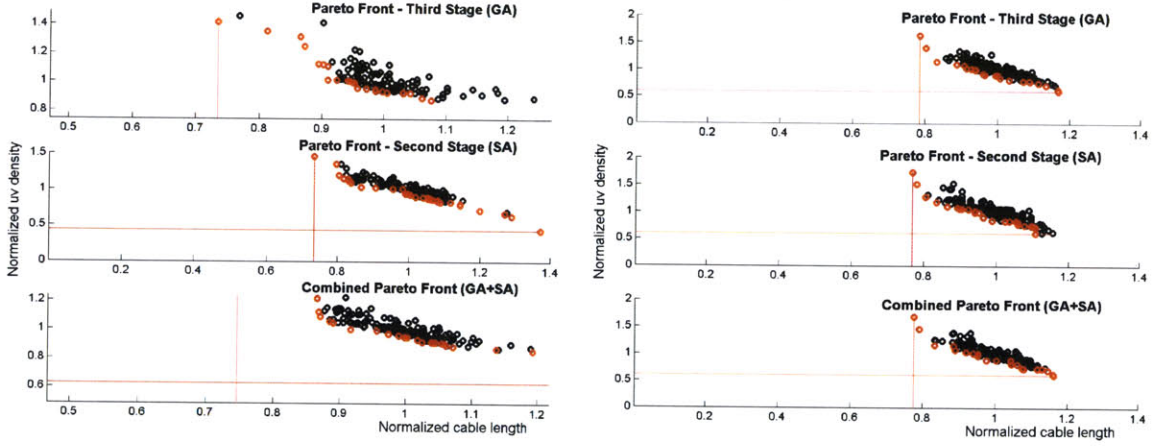 Pareto Front - Third Stage (GA)
1.4
1.2
1
0.8
0.5 0.6 0.7 0.8 0.9 1 1.1 1.2
Pareto Front - Second Stage (SA)
1.5
1
0.5
0
0.2 0.4 0.6 0.8 1 1.2 1.4
Combined Pareto Front (GA+SA)
1.2
1
0.8
0.6
0.5 0.6 0.7 0.8 0.9 1 1.1 1.2
Normalized uv density
Normalized cable length
Pareto Front - Third Stage (GA)
2
1.5
1
0.5
0
0.2 0.4 0.6 0.8 1 1.2 1.4
Pareto Front - Second Stage (SA)
2
1.5
1
0.5
0
0.2 0.4 0.6 0.8 1 1.2 1.4
Combined Pareto Front (GA+SA)
2
1.5
1
0.5
0
0.2 0.4 0.6 0.8 1 1.2 1.4
Normalized uv density
Normalized cable length